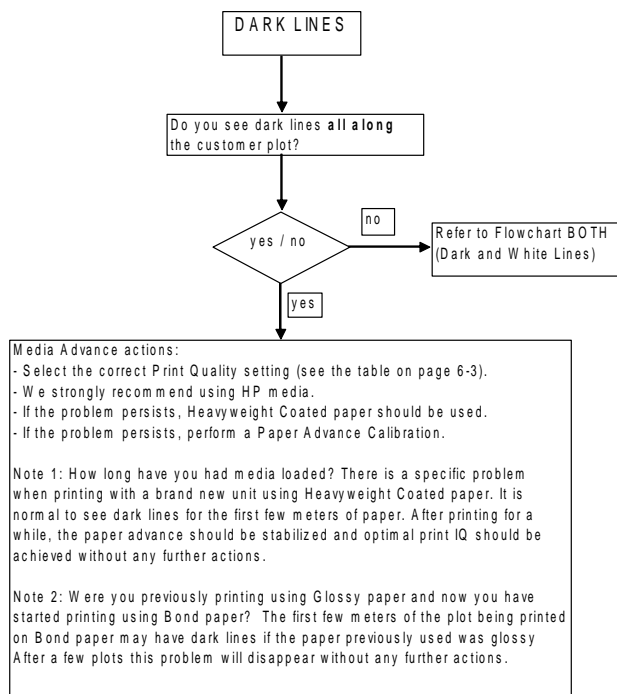 DARK LINES
Do you see dark lines all along
the customer plot?
yes / no
no
Refer to Flowchart BOTH
(Dark and White Lines)
yes
Media Advance actions:
- Select the correct Print Quality setting (see the table on page 6-3).
- We strongly recommend using HP media.
- If the problem persists, Heavyweight Coated paper should be used.
- If the problem persists, perform a Paper Advance Calibration.
Note 1: How long have you had media loaded? There is a specific problem
when printing with a brand new unit using Heavyweight Coated paper. It is
normal to see dark lines for the first few meters of paper. After printing for a
while, the paper advance should be stabilized and optimal print IQ should be
achieved without any further actions.
Note 2: Were you previously printing using Glossy paper and now you have
started printing using Bond paper? The first few meters of the plot being printed
on Bond paper may have dark lines if the paper previously used was glossy
After a few plots this problem will disappear without any further actions.